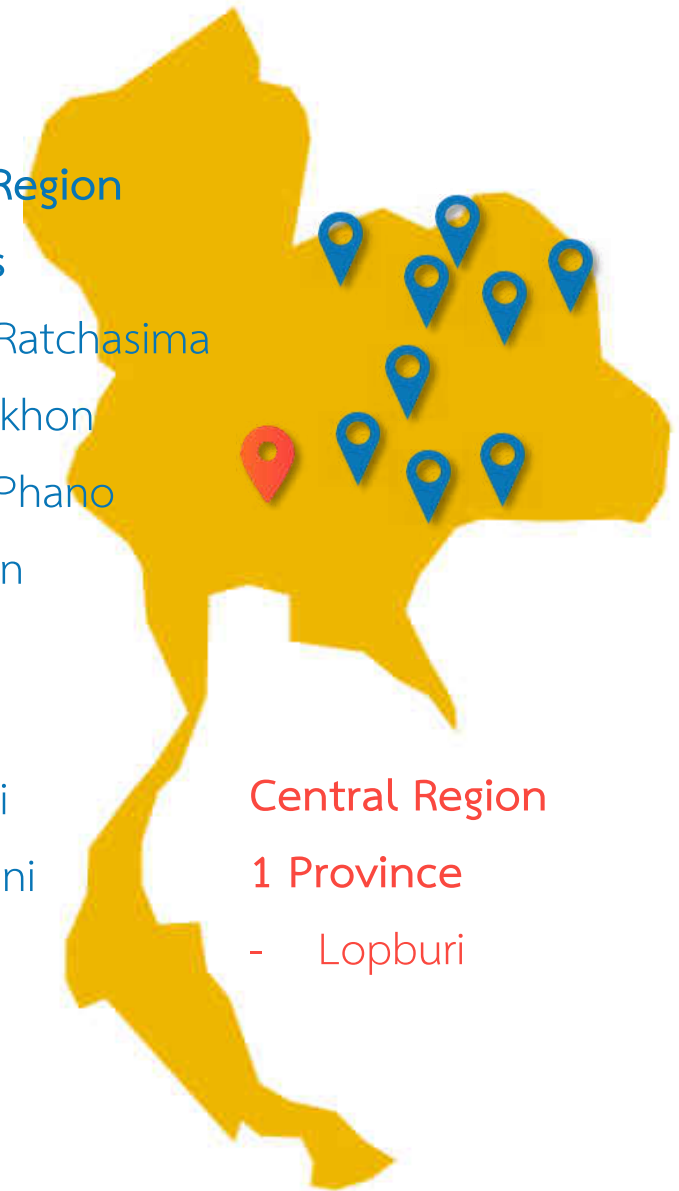 Region
s
Ratchasima
khon
Phano
n
i
ni
Central Region
1 Province
- Lopburi